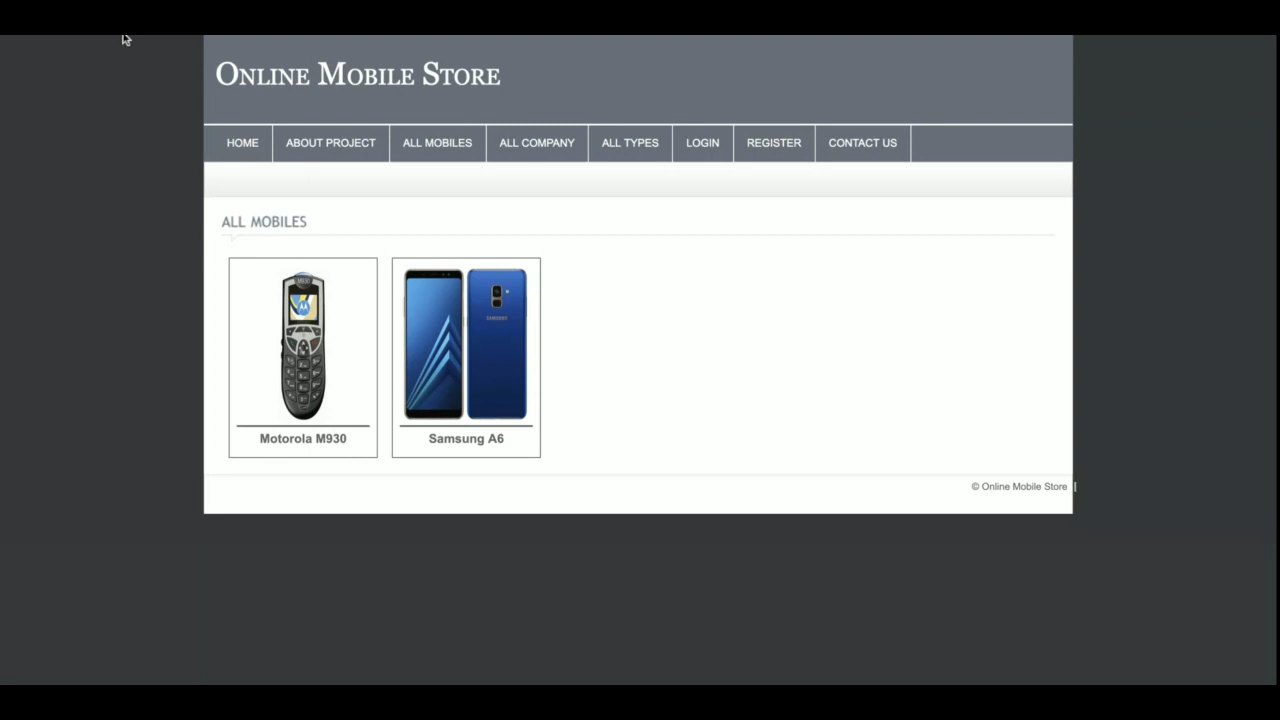 ONLINE MOBILE STORE
HOME ABOUT PROJECT ALL MOBILES ALL COMPANY ALL TYPES LOGIN REGISTER CONTACT US
ALL MOBILES
SAMSUNG
Motorola M930 Samsung A6
© Online Mobile Store